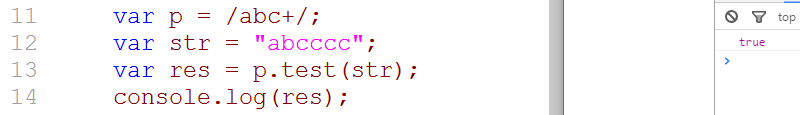 11 var p = /abc+/;
12 var str = "abcccc";
13 var res = p.test(str);
14 console.log(res);
top
true
>